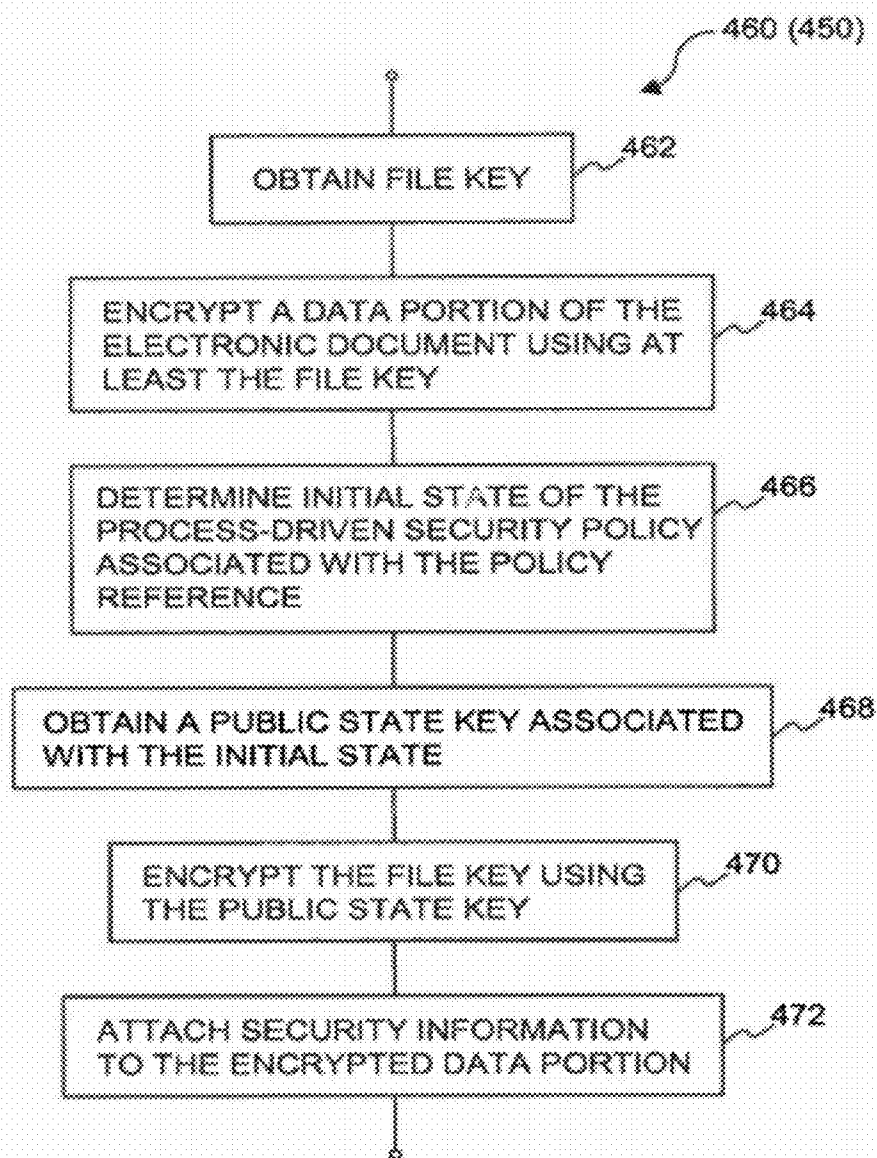 460 (450)
OBTAIN FILE KEY
462
ENCRYPT A DATA PORTION OF THE
ELECTRONIC DOCUMENT USING AT
LEAST THE FILE KEY
464
DETERMINE INITIAL STATE OF THE
PROCESS-DRIVEN SECURITY POLICY
ASSOCIATED WITH THE POLICY
REFERENCE
466
OBTAIN A PUBLIC STATE KEY ASSOCIATED
WITH THE INITIAL STATE
468
ENCRYPT THE FILE KEY USING
THE PUBLIC STATE KEY
470
ATTACH SECURITY INFORMATION
TO THE ENCRYPTED DATA PORTION
472